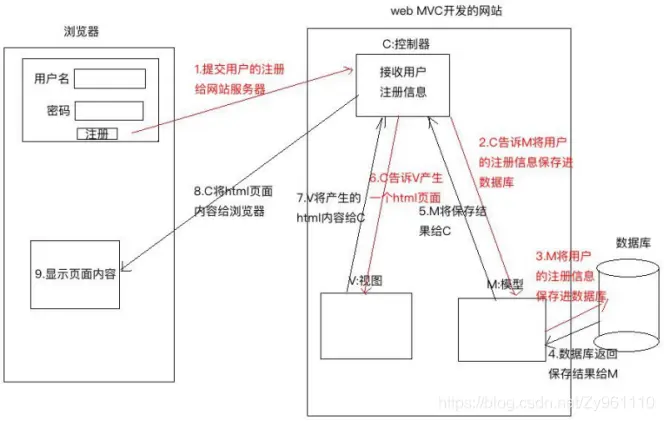 web MVC开发的网站
浏览器
C:控制器
用户名
密码
注册
1.提交用户的注册
给网站服务器
接收用户
注册信息
2.C告诉M将用户
的注册信息保存进
数据库
8.C将html页面
内容给浏览器
6.C告诉V产生
一个html页面
7.V将产生的
html内容给C
5.M将保存结
果给C
9.显示页面内容
V:视图
M:模型
数据库
3.M将用户
的注册信息
保存进数据库
4.数据库返回
保存结果给M
https://blog.csdn.net/Zy961110